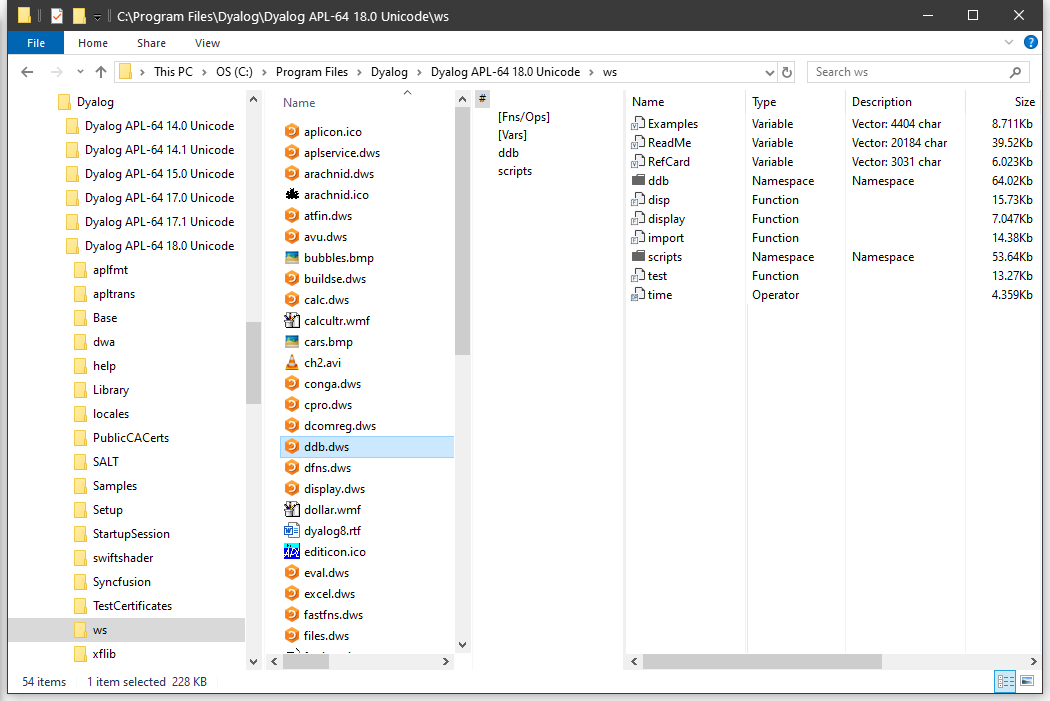 C:\Program Files\Dyalog\Dyalog APL-64 18.0 Unicode\ws
File Home Share View
This PC > OS (C:) > Program Files > Dyalog > Dyalog APL-64 18.0 Unicode > ws
Search ws
Dyalog
Dyalog APL-64 14.0 Unicode
Dyalog APL-64 14.1 Unicode
Dyalog APL-64 15.0 Unicode
Dyalog APL-64 17.0 Unicode
Dyalog APL-64 17.1 Unicode
Dyalog APL-64 18.0 Unicode
aplfmt
apltrans
Base
dwa
help
Library
locales
PublicCACerts
SALT
Samples
Setup
StartupSession
swiftshader
Syncfusion
TestCertificates
ws
xflib
Name
aplicon.ico
aplservice.dws
arachnid.dws
arachnid.ico
atfin.dws
avu.dws
bubbles.bmp
buildse.dws
calc.dws
calcultr.wmf
cars.bmp
ch2.avi
conga.dws
cpro.dws
dcomreg.dws
ddb.dws
dfns.dws
display.dws
dollar.wmf
dyalog8.rtf
editicon.ico
eval.dws
excel.dws
fastfns.dws
files.dws
#
[Fns/Ops]
[Vars]
ddb
scripts
Name Type Description Size
Examples Variable Vector: 4404 char 8.711Kb
ReadMe Variable Vector: 20184 char 39.52Kb
RefCard Variable Vector: 3031 char 6.023Kb
ddb Namespace Namespace 64.02Kb
disp Function 15.73Kb
display Function 7.047Kb
import Function 14.38Kb
scripts Namespace Namespace 53.64Kb
test Function 13.27Kb
time Operator 4.359Kb
54 items 1 item selected 228 KB